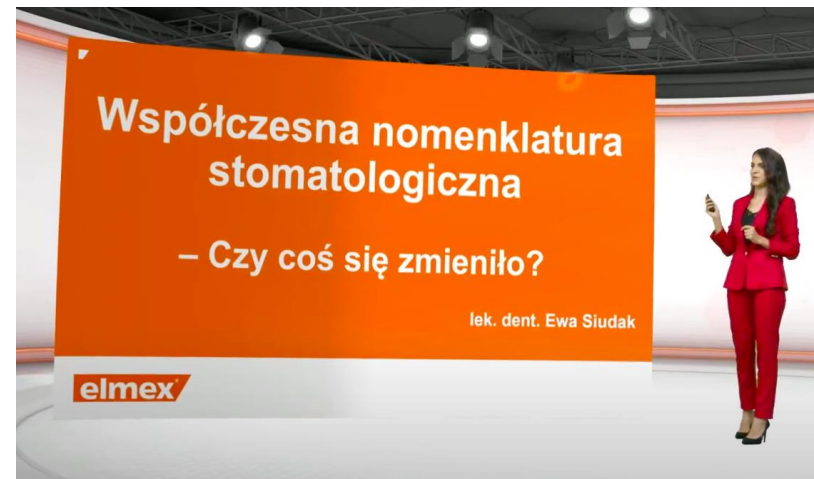 Współczesna nomenklatura
stomatologiczna
– Czy coś się zmieniło?
lek. dent. Ewa Siudak
elmex